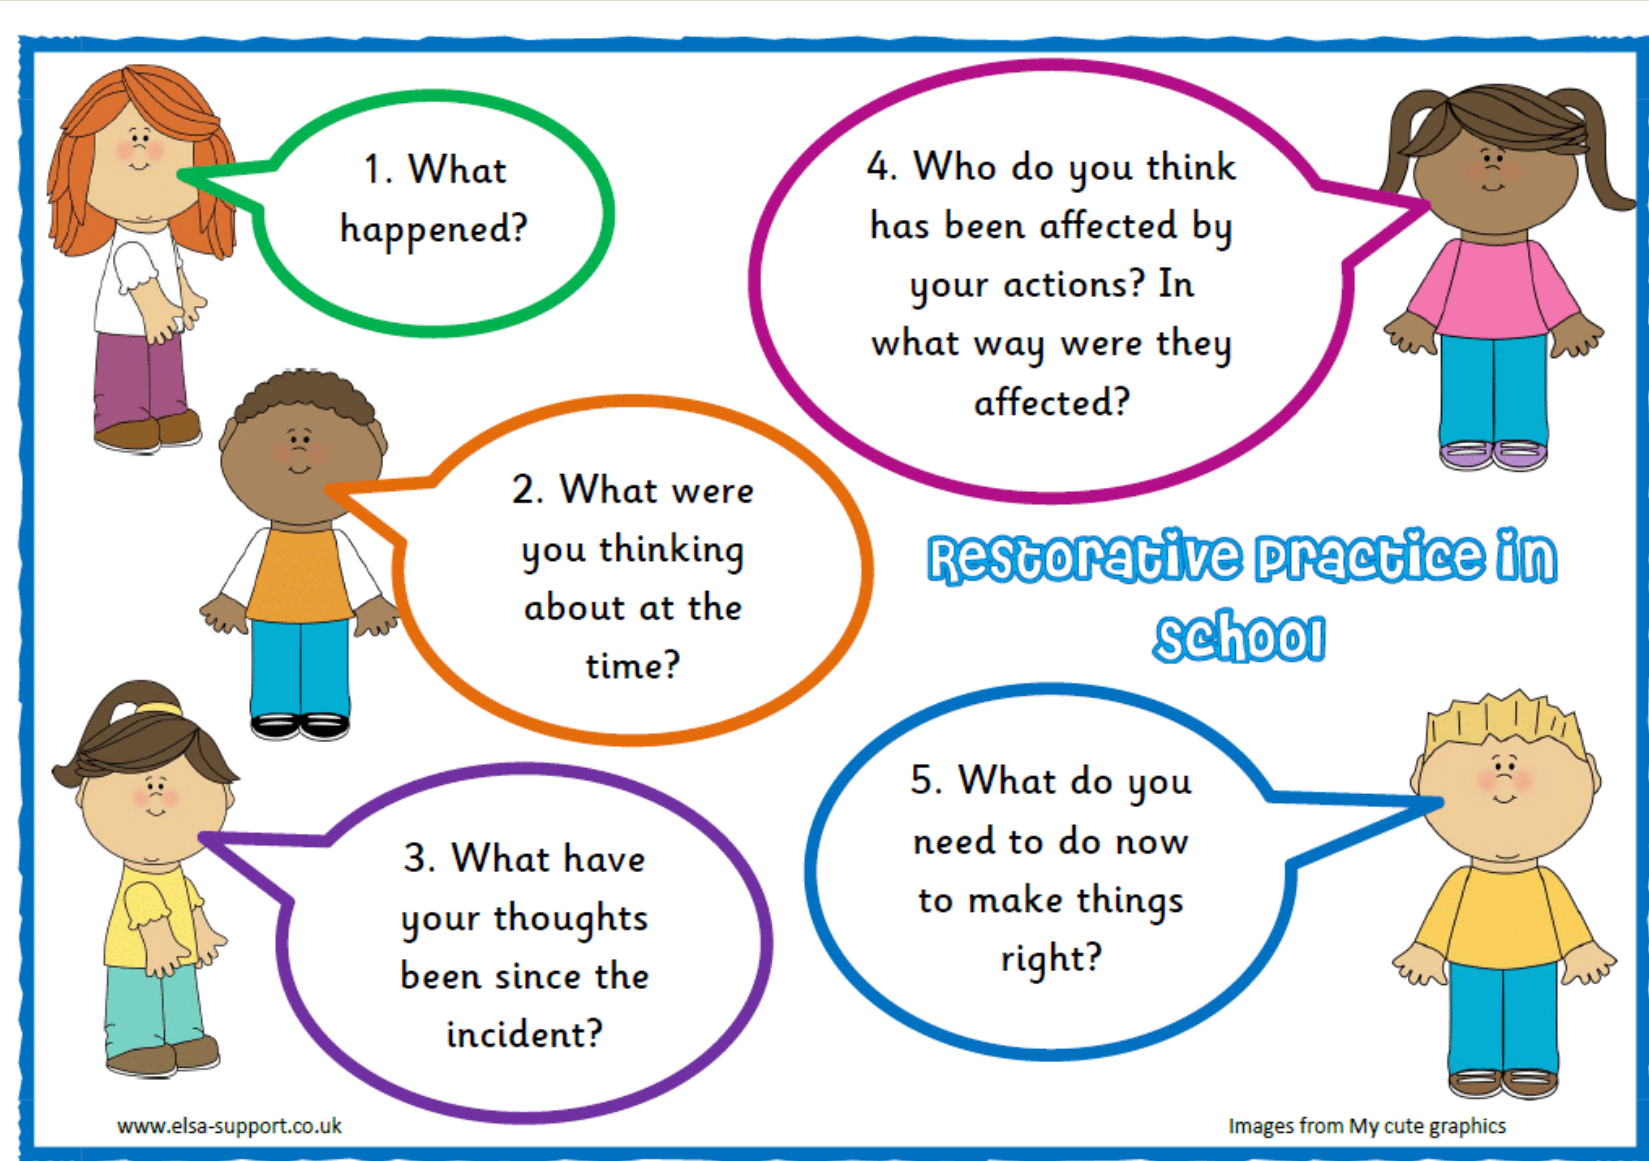 1. What
happened?
2. What were
you thinking
about at the
time?
3. What have
your thoughts
been since the
incident?
4. Who do you think
has been affected by
your actions? In
what way were they
affected?
Restorative Practice in
School
5. What do you
need to do now
to make things
right?
www.elsa-support.co.uk
Images from My cute graphics